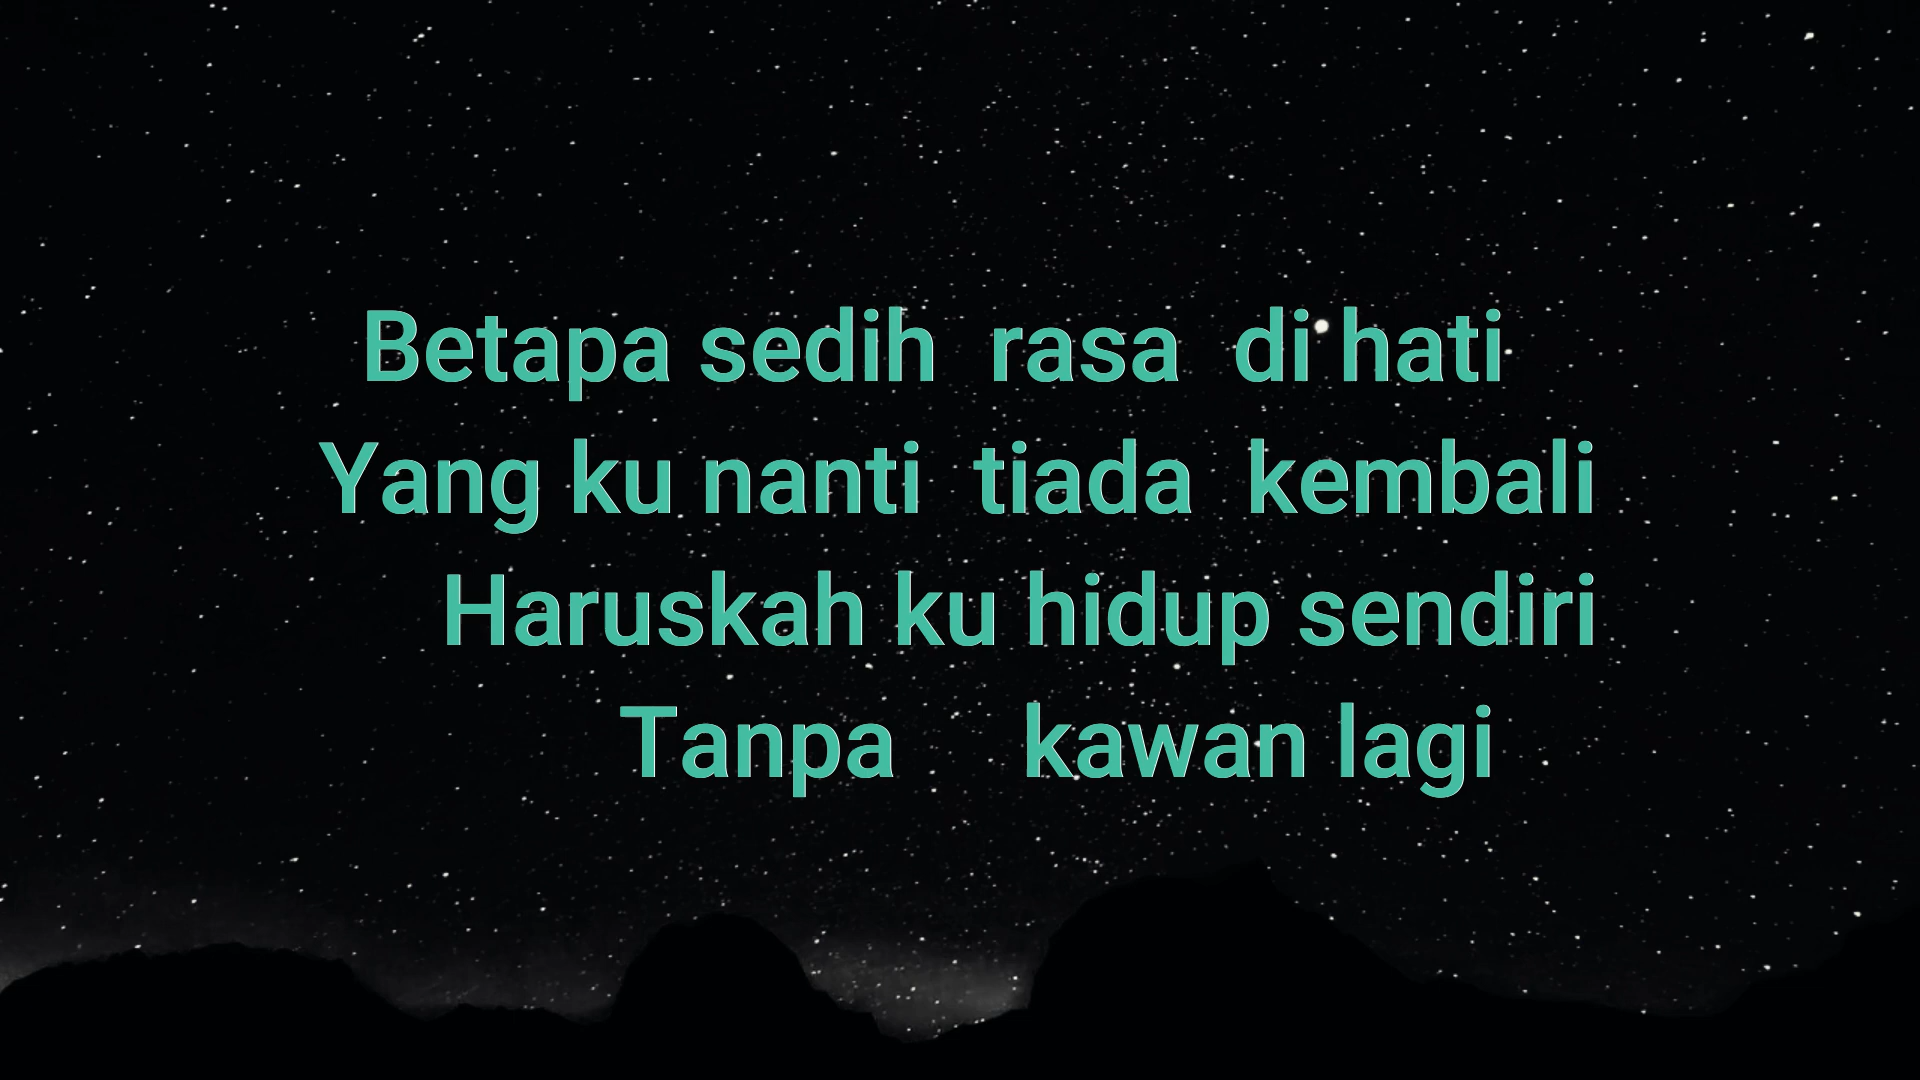 Betapa sedih  rasa  di hati
Yang ku nanti  tiada  kembali
Haruskah ku hidup sendiri
Tanpa     kawan lagi